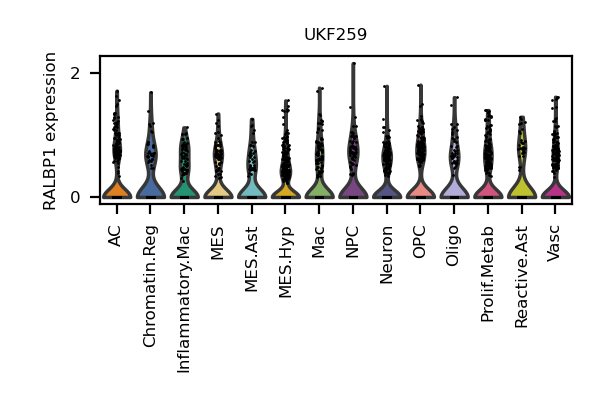 UKF259
RALBP1 expression
2
0
AC
Chromatin.Reg
Inflammatory.Mac
MES
MES.Ast
MES.Hyp
Mac
NPC
Neuron
OPC
Oligo
Prolif.Metab
Reactive.Ast
Vasc